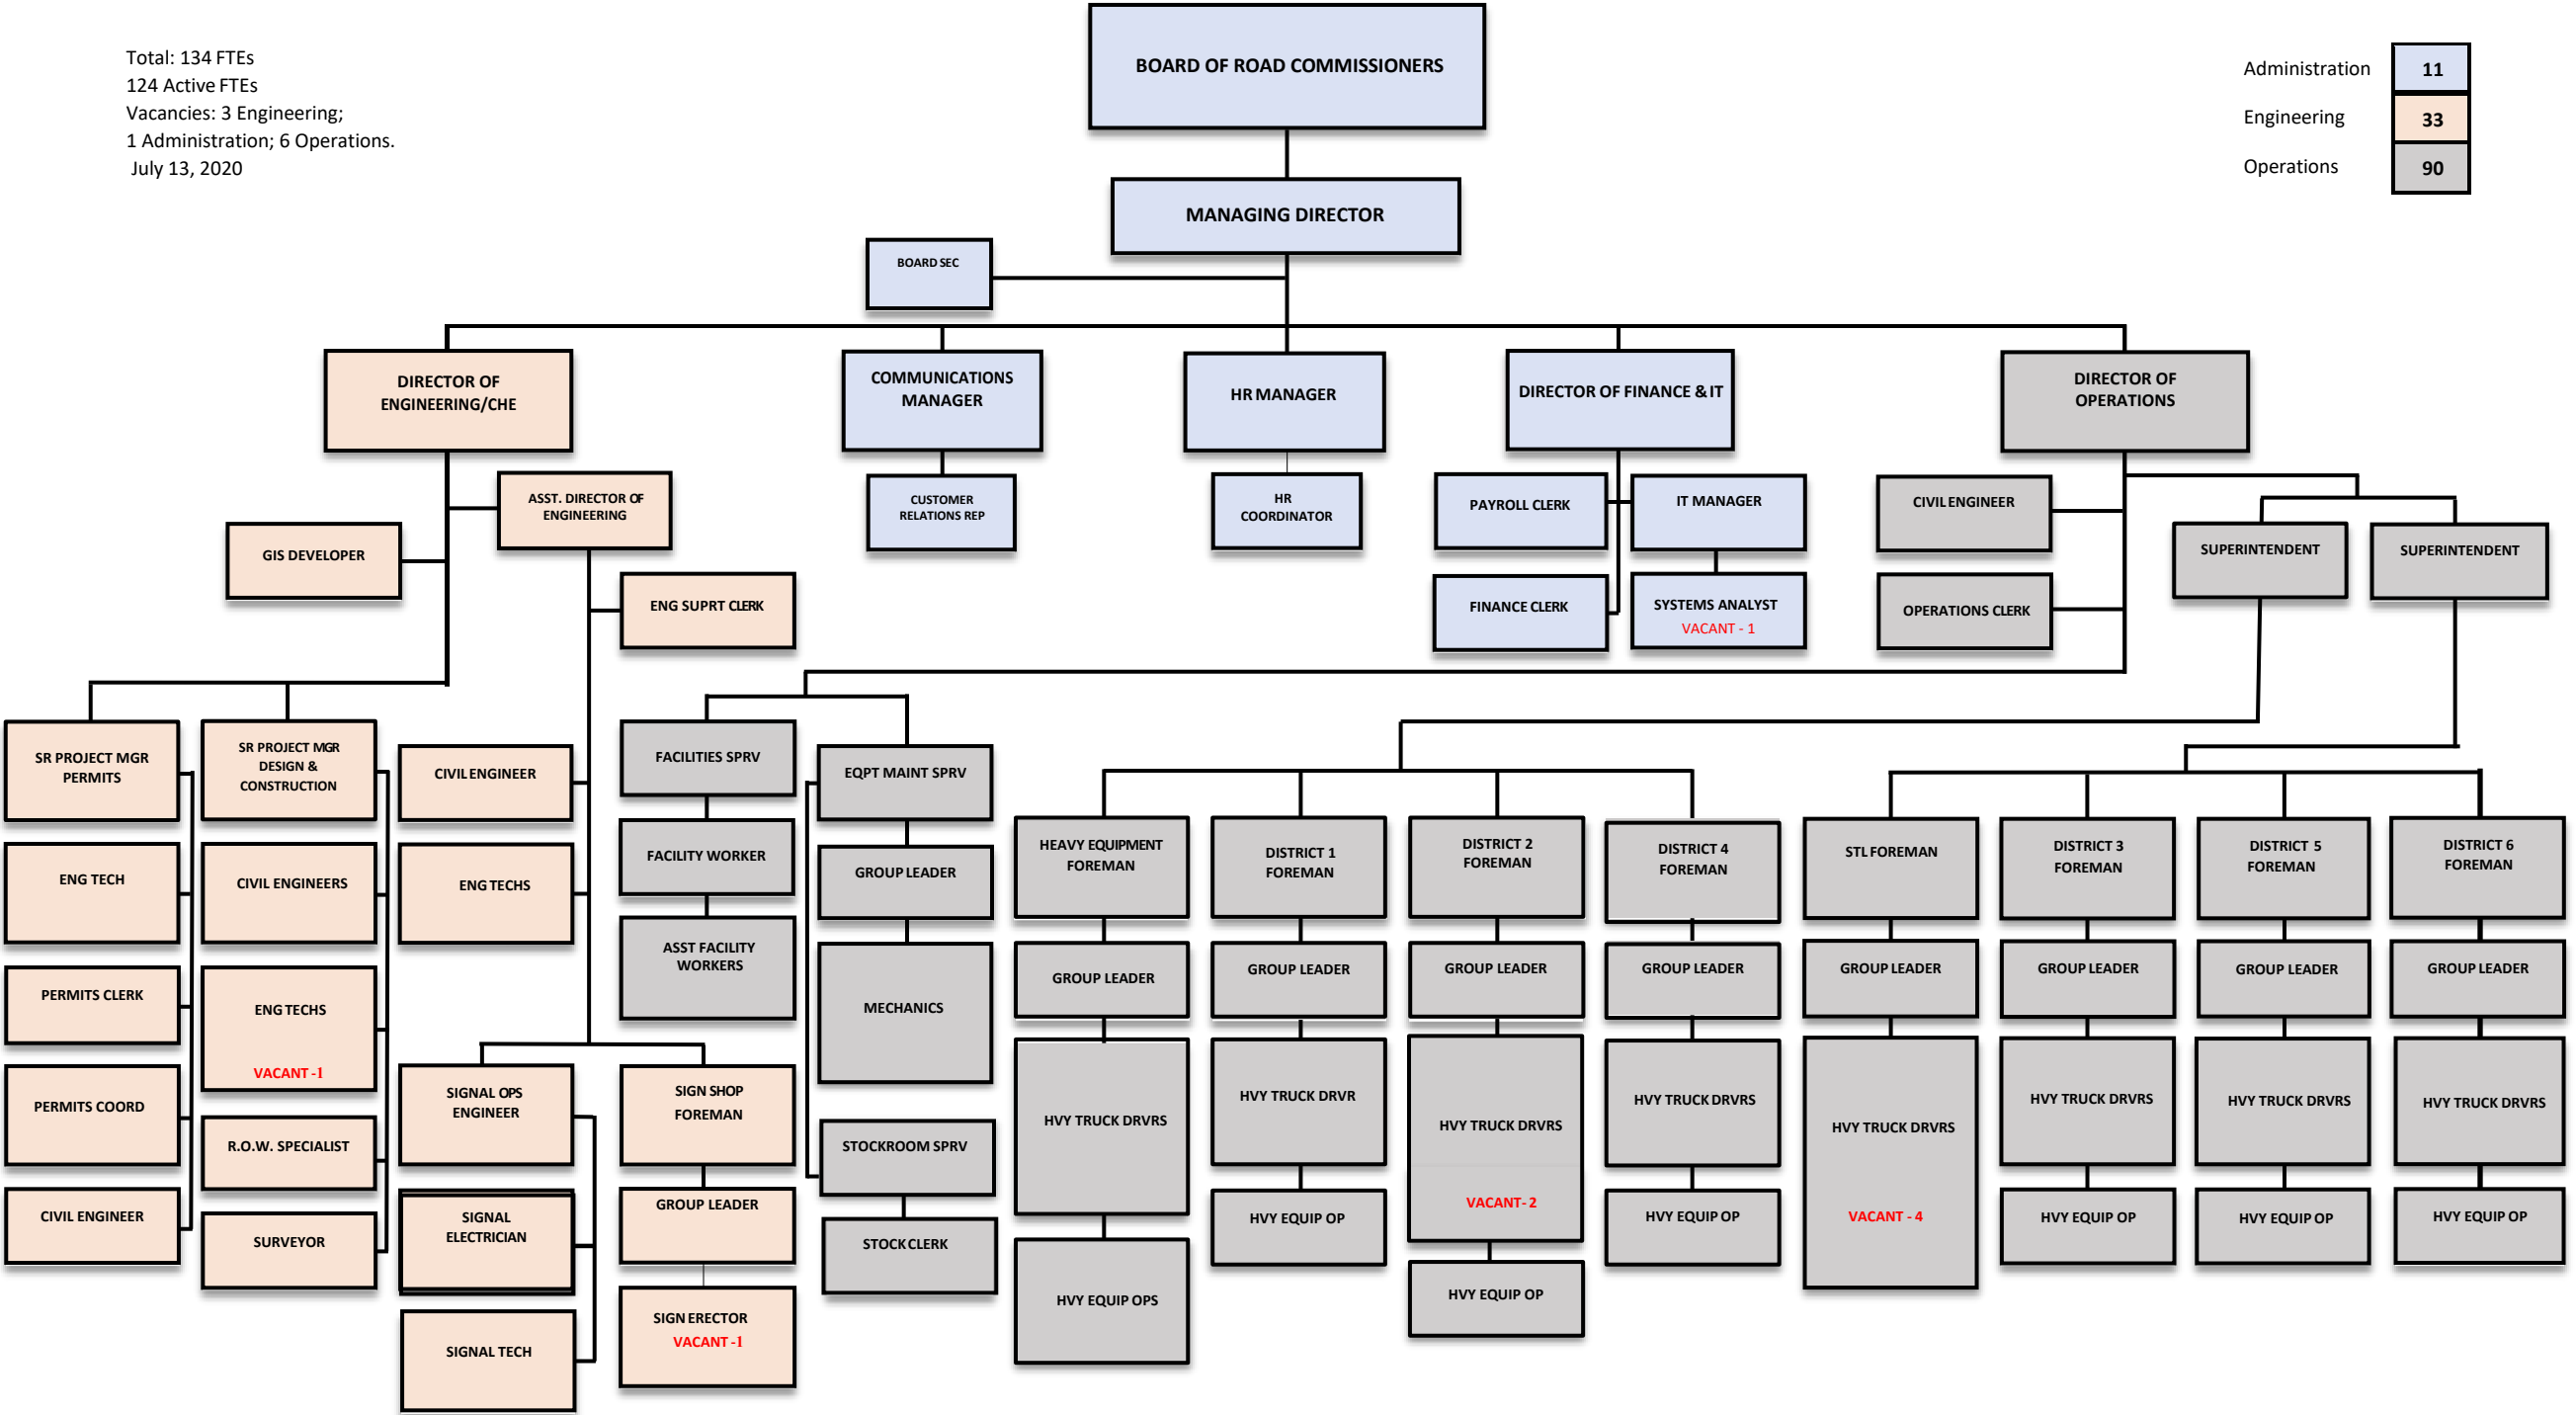 Total: 134 FTEs
124 Active FTEs
Vacancies: 3 Engineering;
1 Administration; 6 Operations.
July 13, 2020
BOARD OF ROAD COMMISSIONERS
Administration 11
Engineering 33
Operations 90
MANAGING DIRECTOR
BOARD SEC
DIRECTOR OF
ENGINEERING/CHE
COMMUNICATIONS
MANAGER
HR MANAGER
DIRECTOR OF FINANCE & IT
DIRECTOR OF
OPERATIONS
ASST. DIRECTOR OF
ENGINEERING
GIS DEVELOPER
ENG SUPRT CLERK
CUSTOMER
RELATIONS REP
HR
COORDINATOR
PAYROLL CLERK
IT MANAGER
FINANCE CLERK
SYSTEMS ANALYST
VACANT - 1
CIVIL ENGINEER
OPERATIONS CLERK
SUPERINTENDENT
SUPERINTENDENT
SR PROJECT MGR
PERMITS
ENG TECH
PERMITS CLERK
PERMITS COORD
CIVIL ENGINEER
SR PROJECT MGR
DESIGN &
CONSTRUCTION
CIVIL ENGINEERS
ENG TECHS
VACANT -1
R.O.W. SPECIALIST
SURVEYOR
CIVIL ENGINEER
ENG TECHS
SIGNAL OPS
ENGINEER
SIGNAL
ELECTRICIAN
SIGNAL TECH
SIGN SHOP
FOREMAN
GROUP LEADER
SIGN ERECTOR
VACANT -1
FACILITIES SPRV
FACILITY WORKER
ASST FACILITY
WORKERS
EQPT MAINT SPRV
GROUP LEADER
MECHANICS
STOCKROOM SPRV
STOCK CLERK
HEAVY EQUIPMENT
FOREMAN
GROUP LEADER
HVY TRUCK DRVRS
HVY EQUIP OPS
DISTRICT 1
FOREMAN
GROUP LEADER
HVY TRUCK DRVR
HVY EQUIP OP
DISTRICT 2
FOREMAN
GROUP LEADER
HVY TRUCK DRVRS
VACANT- 2
HVY EQUIP OP
DISTRICT 4
FOREMAN
GROUP LEADER
HVY TRUCK DRVRS
HVY EQUIP OP
STL FOREMAN
GROUP LEADER
HVY TRUCK DRVRS
VACANT - 4
DISTRICT 3
FOREMAN
GROUP LEADER
HVY TRUCK DRVRS
HVY EQUIP OP
DISTRICT 5
FOREMAN
GROUP LEADER
HVY TRUCK DRVRS
HVY EQUIP OP
DISTRICT 6
FOREMAN
GROUP LEADER
HVY TRUCK DRVRS
HVY EQUIP OP